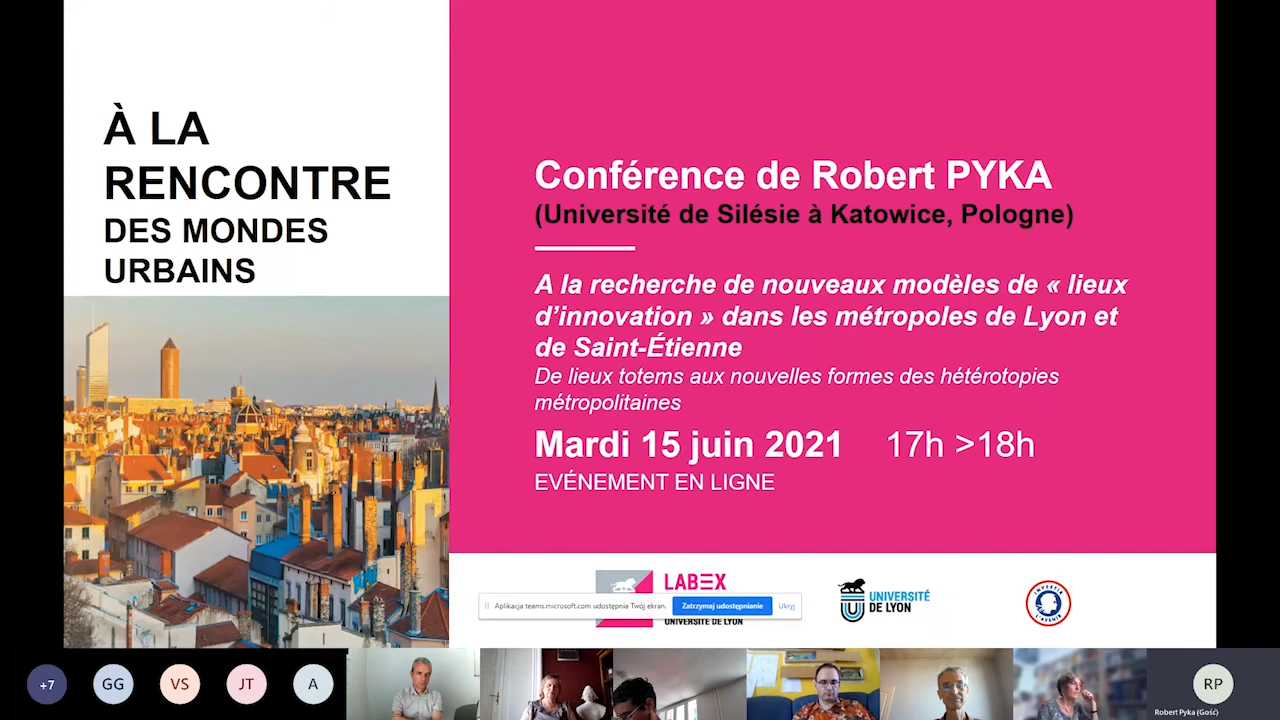 À LA
RENCONTRE
DES MONDES
URBAINS
Conférence de Robert PYKA
(Université de Silésie à Katowice, Pologne)
A la recherche de nouveaux modèles de « lieux
d’innovation » dans les métropoles de Lyon et
de Saint-Étienne
De lieux totems aux nouvelles formes des hétérotopies
métropolitaines
Mardi 15 juin 2021 17h >18h
EVÉNEMENT EN LIGNE
LABEX
Aplikacja teams.microsoft.com udostępnia Twój ekran. Zatrzymaj udostępnianie Ukryj
UNIVERSITÉ DE LYON
UNIVERSITÉ
DE LYON
INVESTIR
L'AVENIR
+7
GG
VS
JT
A
RP
Robert Pyka (Gość)